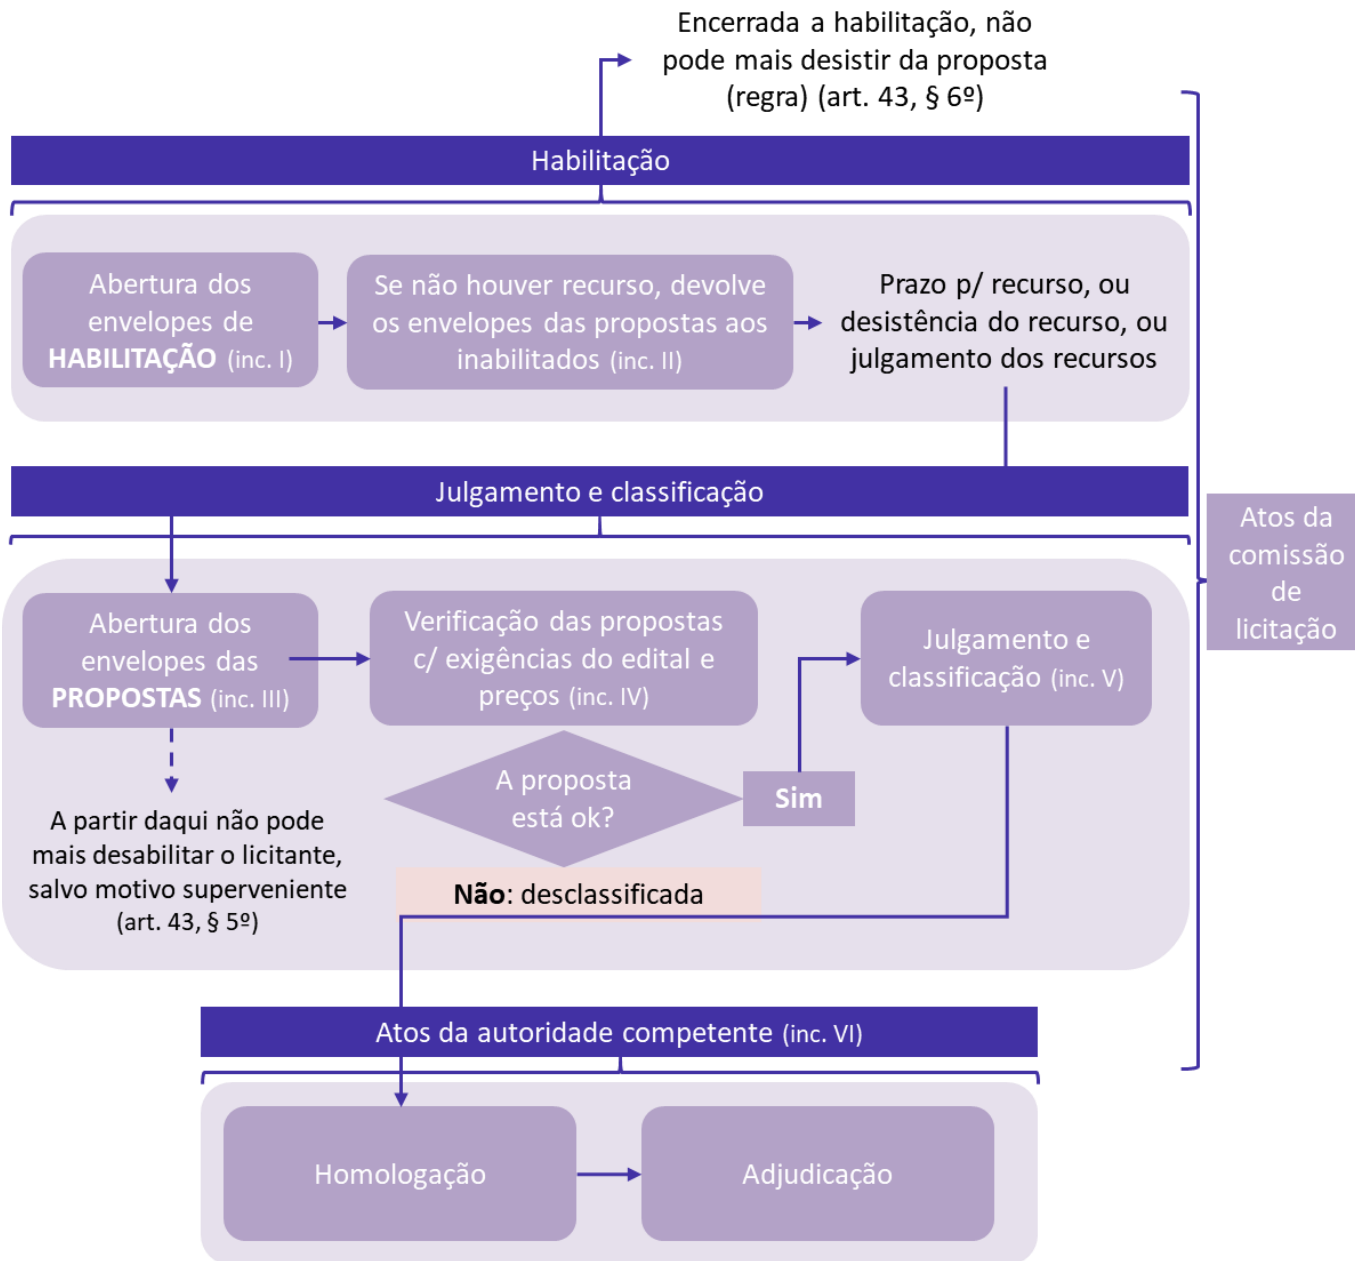 Encerrada a habilitação, não
pode mais desistir da proposta
(regra) (art. 43, § 6º)
Habilitação
Abertura dos
envelopes de
HABILITAÇÃO (inc. I)
Se não houver recurso, devolve
os envelopes das propostas aos
inabilitados (inc. II)
Prazo p/ recurso, ou
desistência do recurso, ou
julgamento dos recursos
Julgamento e classificação
Atos da
comissão
de
licitação
Abertura dos
envelopes das
PROPOSTAS (inc. III)
Verificação das propostas
c/ exigências do edital e
preços (inc. IV)
Julgamento e
classificação (inc. V)
A proposta
está ok?
Sim
A partir daqui não pode
mais desabilitar o licitante,
salvo motivo superveniente
(art. 43, § 5º)
Não: desclassificada
Atos da autoridade competente (inc. VI)
Homologação
Adjudicação